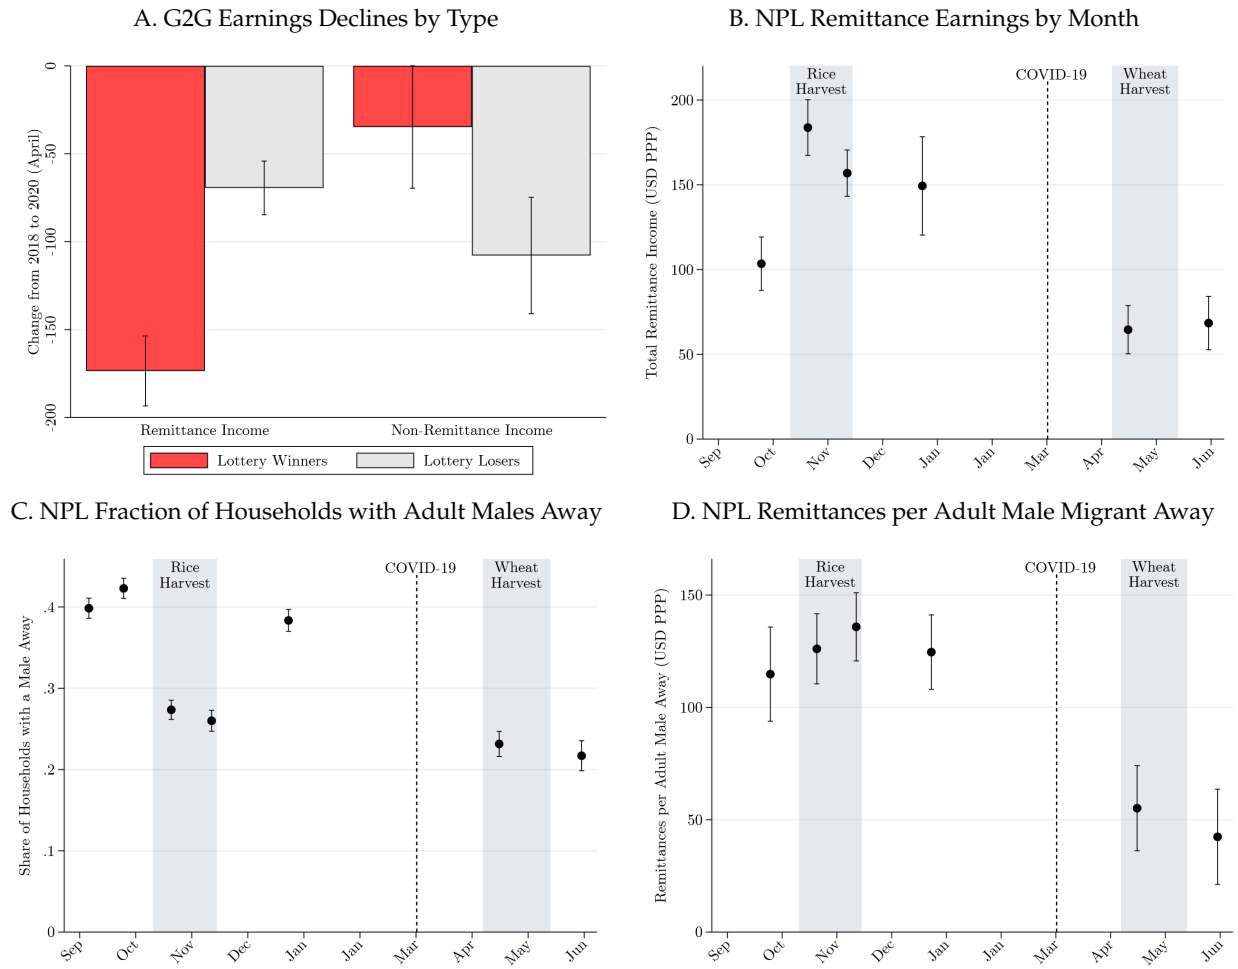 A. G2G Earnings Declines by Type
Change from 2018 to 2020 (April)
0
-50
-100
-150
-200
Remittance Income
Non-Remittance Income
Lottery Winners
Lottery Losers
B. NPL Remittance Earnings by Month
Total Remittance Income (USD PPP)
200
150
100
50
0
Rice
Harvest
COVID-19
Wheat
Harvest
Sep
Oct
Nov
Dec
Jan
Jan
Mar
Apr
May
Jun
C. NPL Fraction of Households with Adult Males Away
Share of Households with a Male Away
.4
.3
.2
.1
0
Rice
Harvest
COVID-19
Wheat
Harvest
Sep
Oct
Nov
Dec
Jan
Jan
Mar
Apr
May
Jun
D. NPL Remittances per Adult Male Migrant Away
Remittances per Adult Male Away (USD PPP)
150
100
50
0
Rice
Harvest
COVID-19
Wheat
Harvest
Sep
Oct
Nov
Dec
Jan
Jan
Mar
Apr
May
Jun